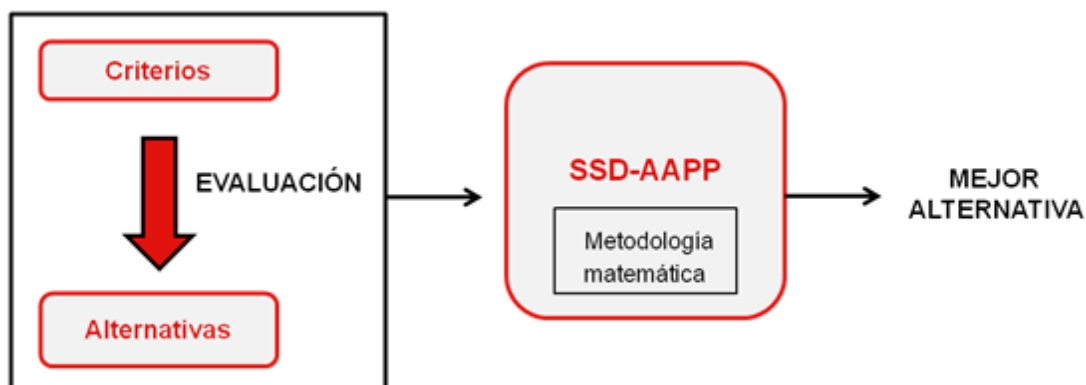 Criterios
EVALUACIÓN
Alternativas
SSD-AAPP
Metodología
matemática
MEJOR
ALTERNATIVA